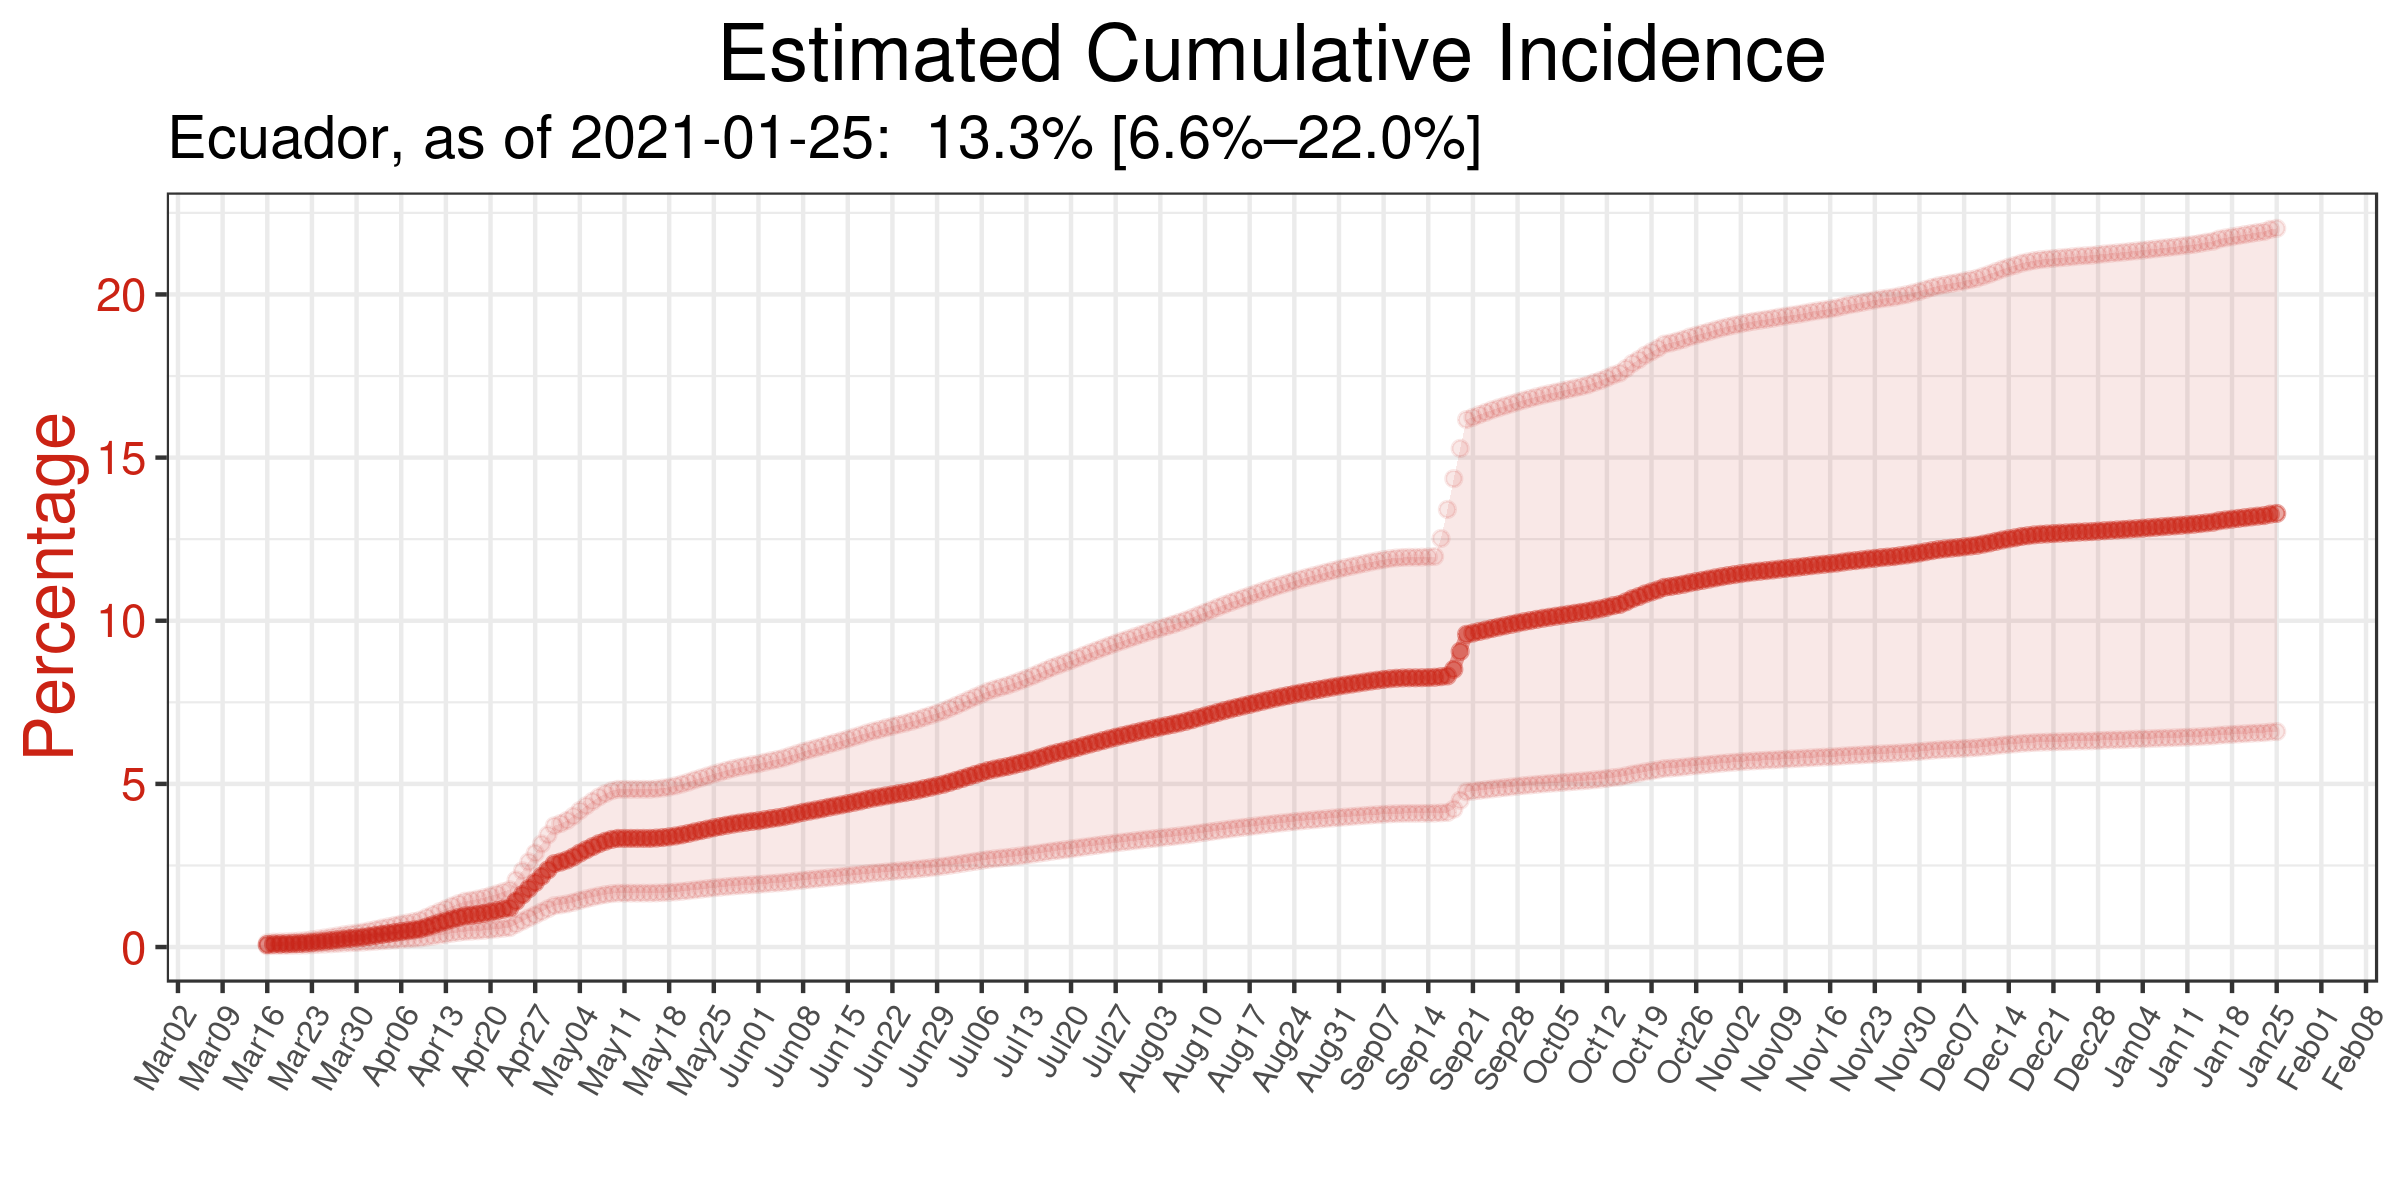 Estimated Cumulative Incidence
Ecuador, as of 2021-01-25:  13.3% [6.6%–22.0%]
Percentage
20
15
10
5
0
Mar02
Mar09
Mar16
Mar23
Mar30
Apr06
Apr13
Apr20
Apr27
May04
May11
May18
May25
Jun01
Jun08
Jun15
Jun22
Jun29
Jul06
Jul13
Jul20
Jul27
Aug03
Aug10
Aug17
Aug24
Aug31
Sep07
Sep14
Sep21
Sep28
Oct05
Oct12
Oct19
Oct26
Nov02
Nov09
Nov16
Nov23
Nov30
Dec07
Dec14
Dec21
Dec28
Jan04
Jan11
Jan18
Jan25
Feb01
Feb08